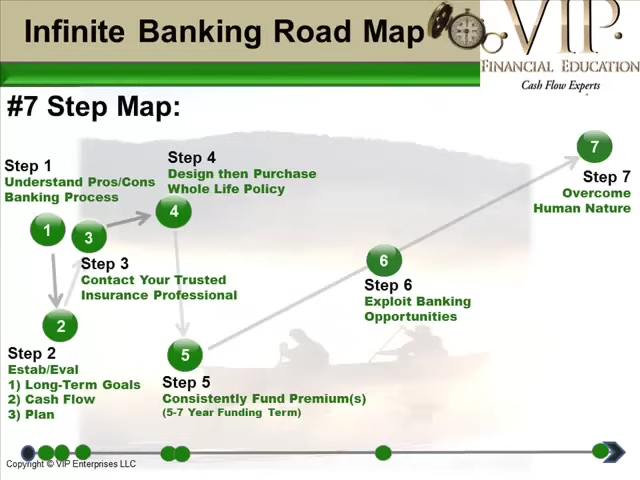 Infinite Banking Road Map
VIP
FINANCIAL EDUCATION
Cash Flow Experts
#7 Step Map:
Step 1
Understand Pros/Cons
Banking Process
1
2
Step 2
Estab/Eval
1) Long-Term Goals
2) Cash Flow
3) Plan
3
Step 3
Contact Your Trusted
Insurance Professional
Step 4
Design then Purchase
Whole Life Policy
4
5
Step 5
Consistently Fund Premium(s)
(5-7 Year Funding Term)
6
Step 6
Exploit Banking
Opportunities
7
Step 7
Overcome
Human Nature
Copyright © VIP Enterprises LLC